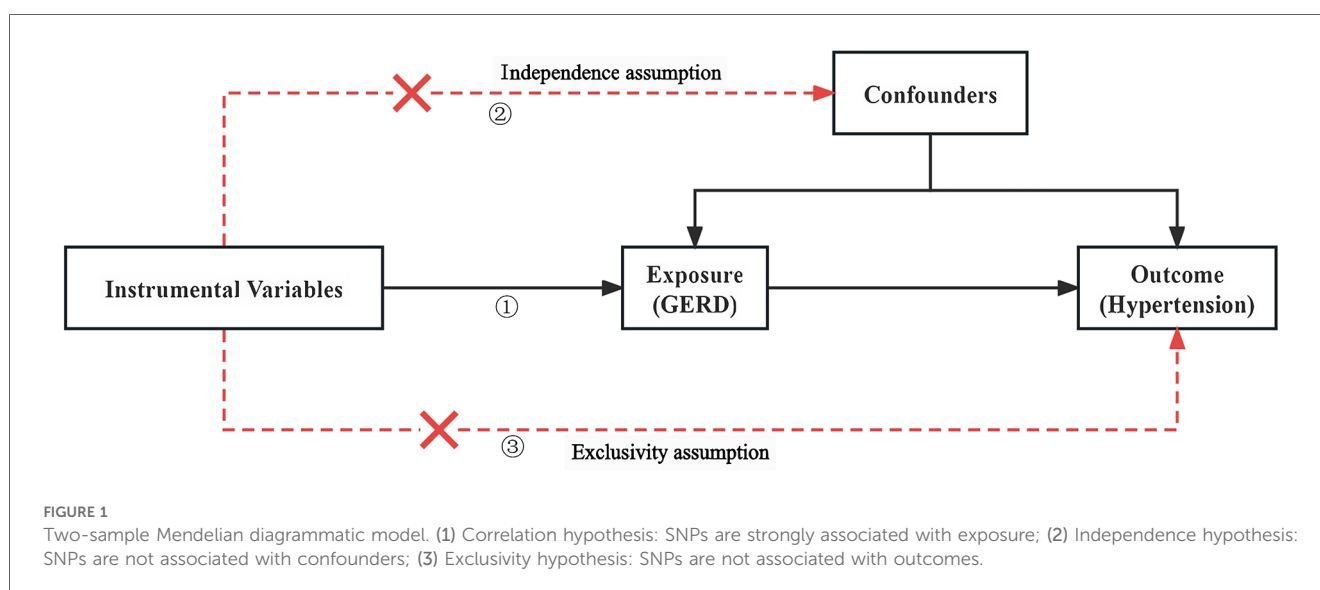 Independence assumption
②
Confounders
Instrumental Variables
①
Exposure
(GERD)
Outcome
(Hypertension)
③
Exclusivity assumption
FIGURE 1
Two-sample Mendelian diagrammatic model. (1) Correlation hypothesis: SNPs are strongly associated with exposure; (2) Independence hypothesis:
SNPs are not associated with confounders; (3) Exclusivity hypothesis: SNPs are not associated with outcomes.